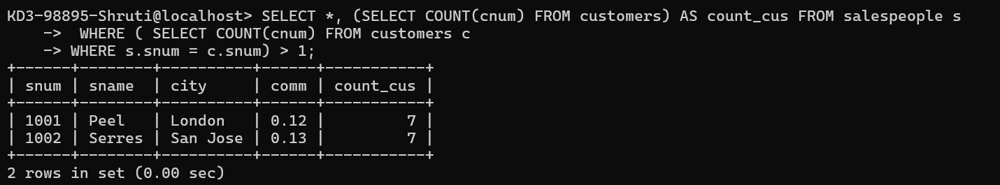 KD3-98895-Shruti@localhost> SELECT *, (SELECT COUNT(cnum) FROM customers) AS count_cus FROM salespeople s
    ->  WHERE ( SELECT COUNT(cnum) FROM customers c
    -> WHERE s.snum = c.snum) > 1;
+------+--------+----------+------+-----------+
| snum | sname  | city     | comm | count_cus |
+------+--------+----------+------+-----------+
| 1001 | Peel   | London   | 0.12 |         7 |
| 1002 | Serres | San Jose | 0.13 |         7 |
+------+--------+----------+------+-----------+
2 rows in set (0.00 sec)